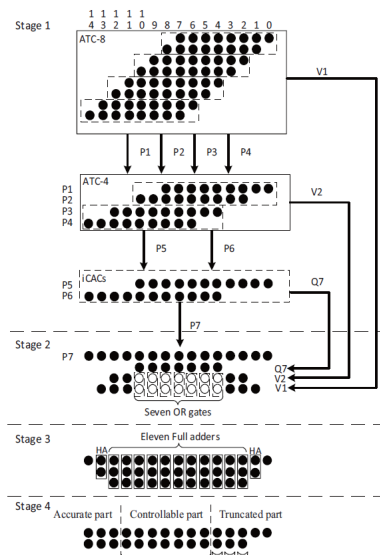 1 1 1 1 1
Stage 1
4 3 2 1 0 9 8 7 6 5 4 3 2 1 0
ATC-8
V1
P1 P2 P3 P4
ATC-4
P1
P2
V2
P3
P4
P5 P6
iCACs
Q7
P5
P6
P7
Stage 2
P7
Q7
V2
V1
Seven OR gates
Stage 3
Eleven Full adders
HA HA
Stage 4
Accurate part Controllable part Truncated part